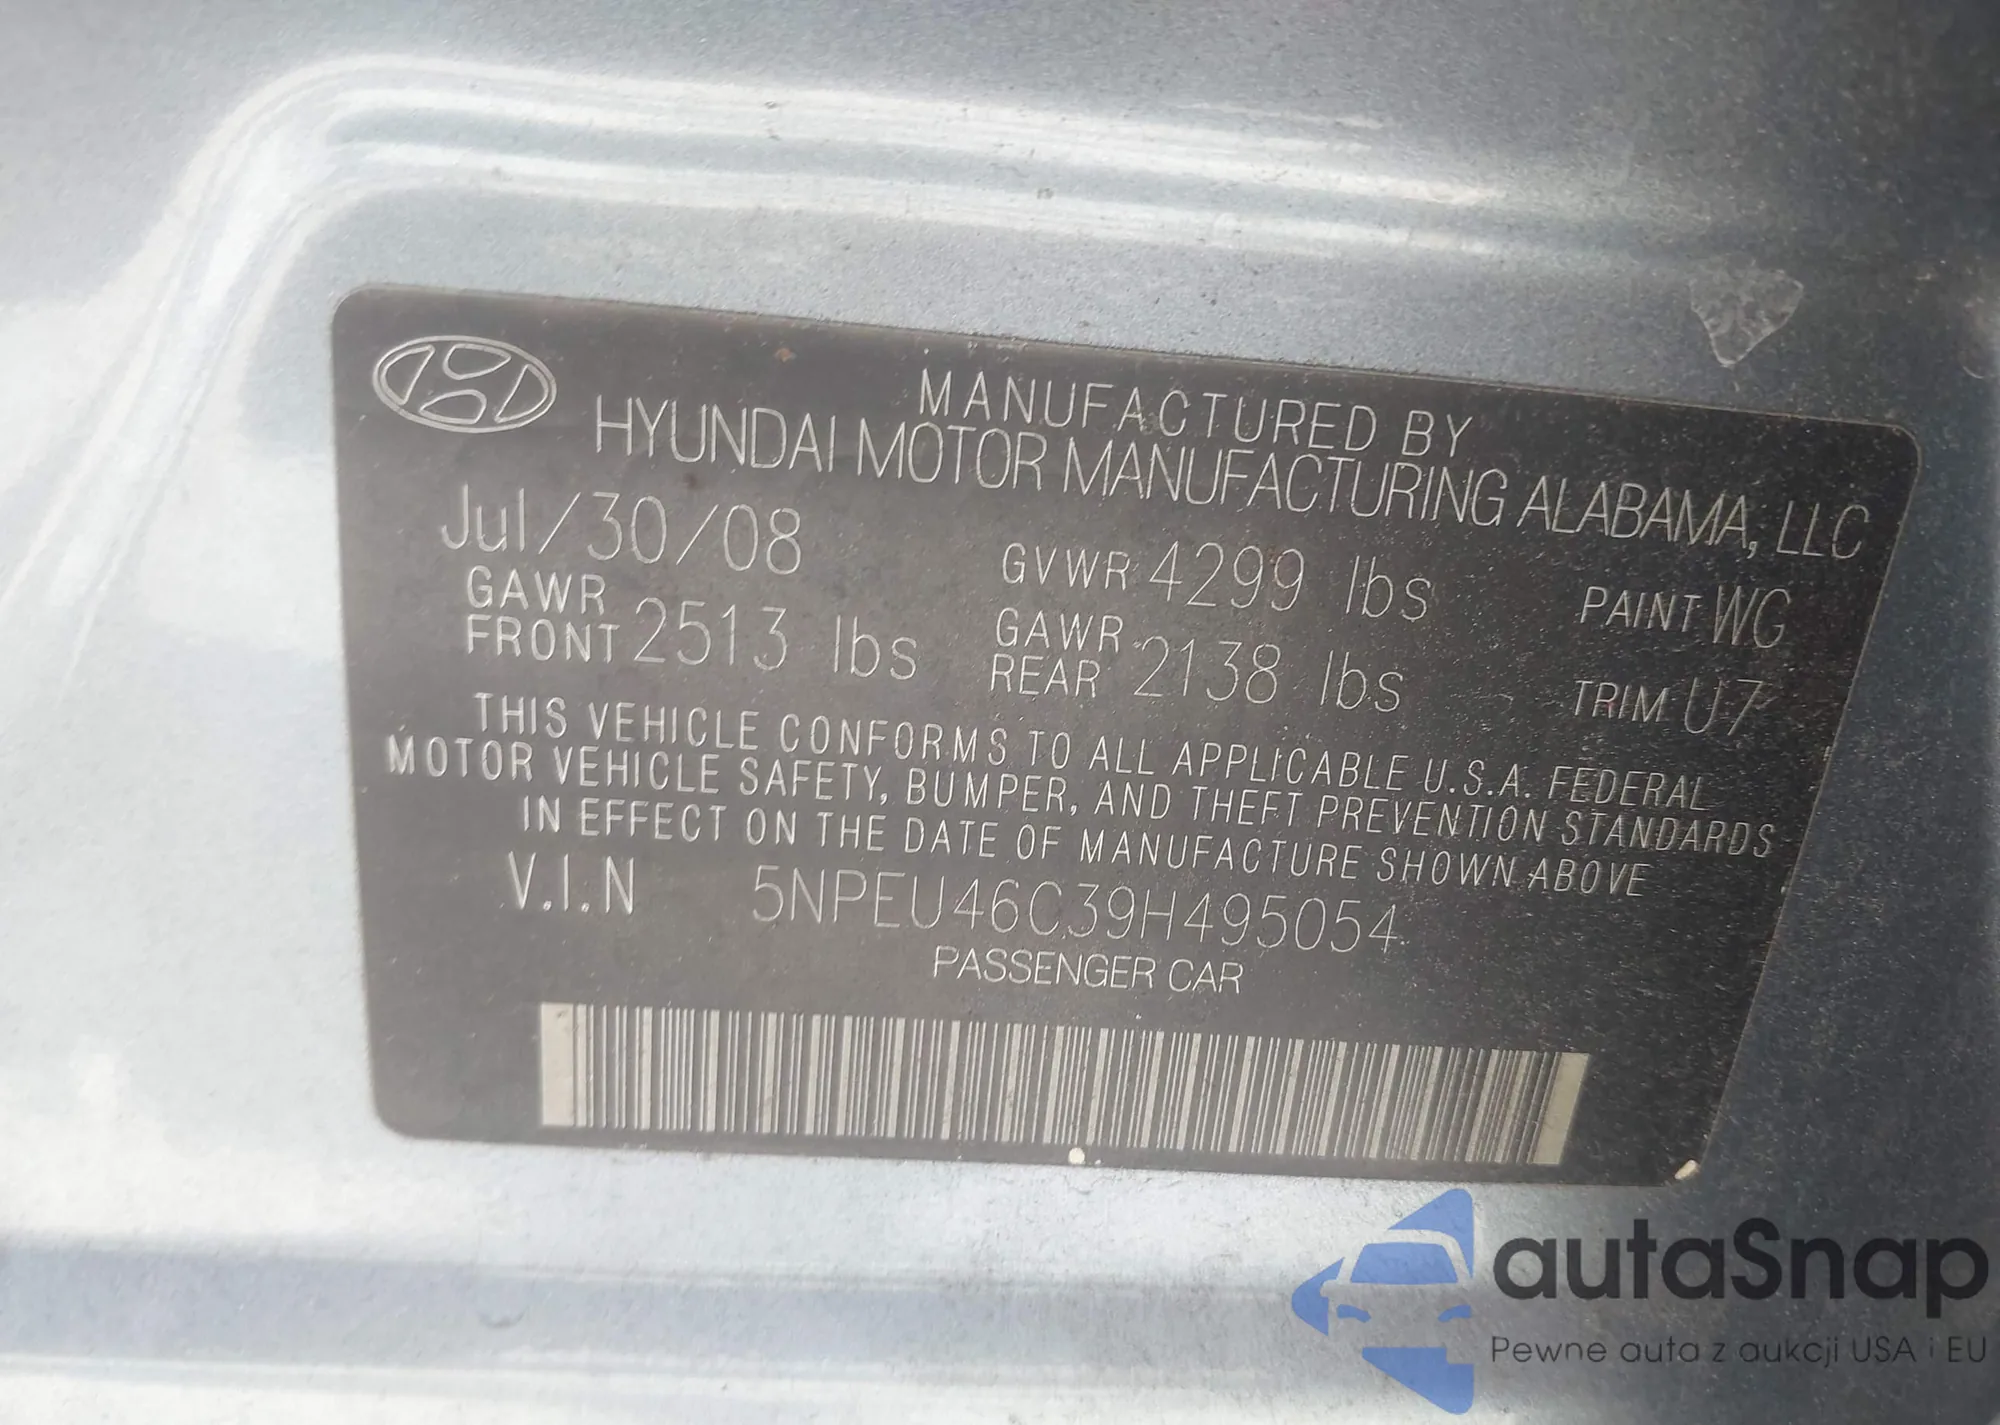 MANUFACTURED BY
HYUNDAI MOTOR MANUFACTURING ALABAMA, LLC
Jul/30/08 GVWR 4299 lbs PAINT WC
GAWR FRONT 2513 lbs GAWR REAR 2138 lbs TRIM U7
THIS VEHICLE CONFORMS TO ALL APPLICABLE U.S.A. FEDERAL
MOTOR VEHICLE SAFETY, BUMPER, AND THEFT PREVENTION STANDARDS
IN EFFECT ON THE DATE OF MANUFACTURE SHOWN ABOVE
V.I.N 5NPEU46C39H495054
PASSENGER CAR
autaSnap
Pewne auta z aukcji USA i EU